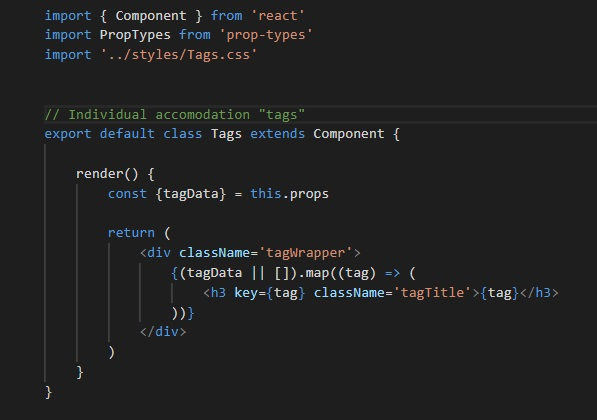 import { Component } from 'react'
import PropTypes from 'prop-types'
import '../styles/Tags.css'
// Individual accomodation "tags"
export default class Tags extends Component {
render() {
const {tagData} = this.props
return (
<div className='tagWrapper'>
{(tagData || []).map((tag) => (
<h3 key={tag} className='tagTitle'>{tag}</h3>
))}
</div>
)
}
}